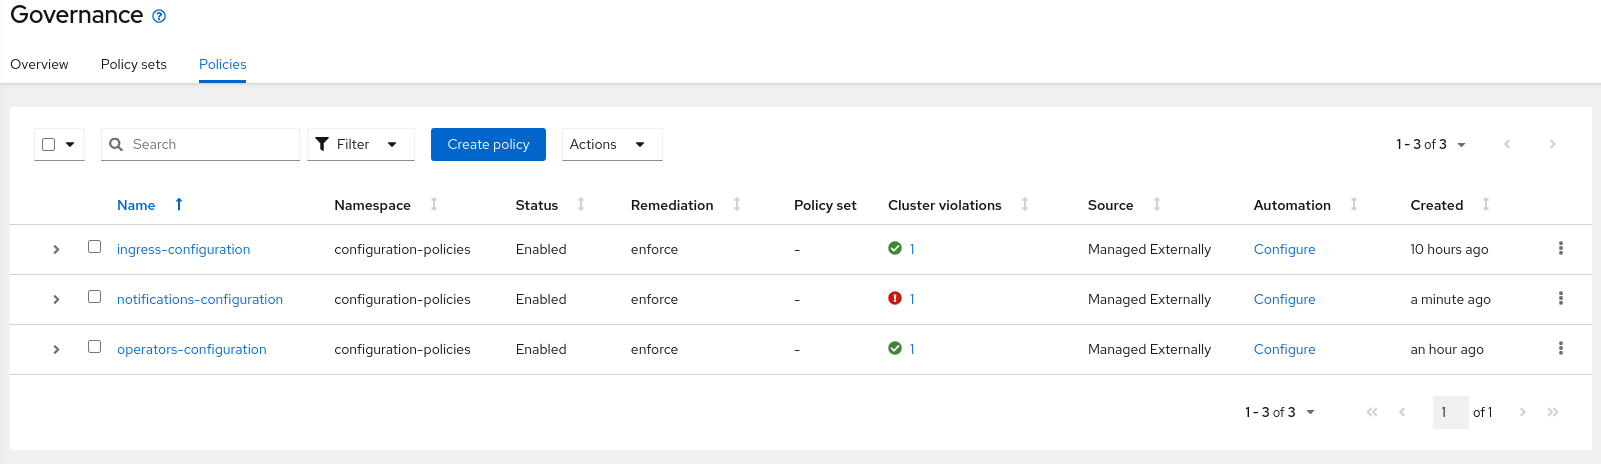 Governance
Overview Policy sets Policies
Search Filter Create policy Actions 1 - 3 of 3
Name Namespace Status Remediation Policy set Cluster violations Source Automation Created
ingress-configuration configuration-policies Enabled enforce - 1 Managed Externally Configure 10 hours ago
notifications-configuration configuration-policies Enabled enforce - 1 Managed Externally Configure a minute ago
operators-configuration configuration-policies Enabled enforce - 1 Managed Externally Configure an hour ago
1 - 3 of 3 1 of 1